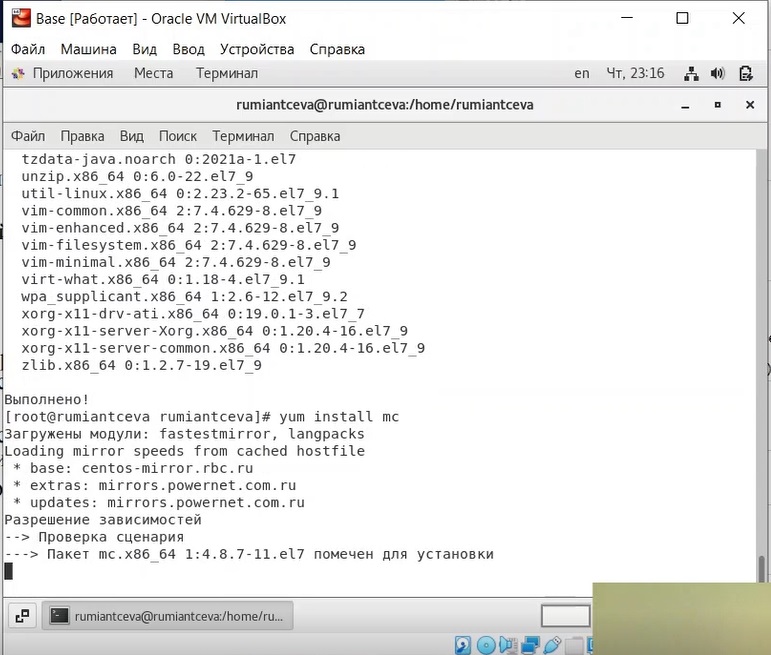 Base [Работает] - Oracle VM VirtualBox
Файл Машина Вид Ввод Устройства Справка
Приложения Места Терминал en Чт, 23:16
rumiantceva@rumiantceva:/home/rumiantceva
Файл Правка Вид Поиск Терминал Справка
tzdata-java.noarch 0:2021a-1.el7
unzip.x86_64 0:6.0-22.el7_9
util-linux.x86_64 0:2.23.2-65.el7_9.1
vim-common.x86_64 2:7.4.629-8.el7_9
vim-enhanced.x86_64 2:7.4.629-8.el7_9
vim-filesystem.x86_64 2:7.4.629-8.el7_9
vim-minimal.x86_64 2:7.4.629-8.el7_9
virt-what.x86_64 0:1.18-4.el7_9.1
wpa_supplicant.x86_64 1:2.6-12.el7_9.2
xorg-x11-drv-ati.x86_64 0:19.0.1-3.el7_7
xorg-x11-server-Xorg.x86_64 0:1.20.4-16.el7_9
xorg-x11-server-common.x86_64 0:1.20.4-16.el7_9
zlib.x86_64 0:1.2.7-19.el7_9
Выполнено!
[root@rumiantceva rumiantceva]# yum install mc
Загружены модули: fastestmirror, langpacks
Loading mirror speeds from cached hostfile
* base: centos-mirror.rbc.ru
* extras: mirrors.powernet.com.ru
* updates: mirrors.powernet.com.ru
Разрешение зависимостей
--> Проверка сценария
---> Пакет mc.x86_64 1:4.8.7-11.el7 помечен для установки
rumiantceva@rumiantceva:/home/ru...